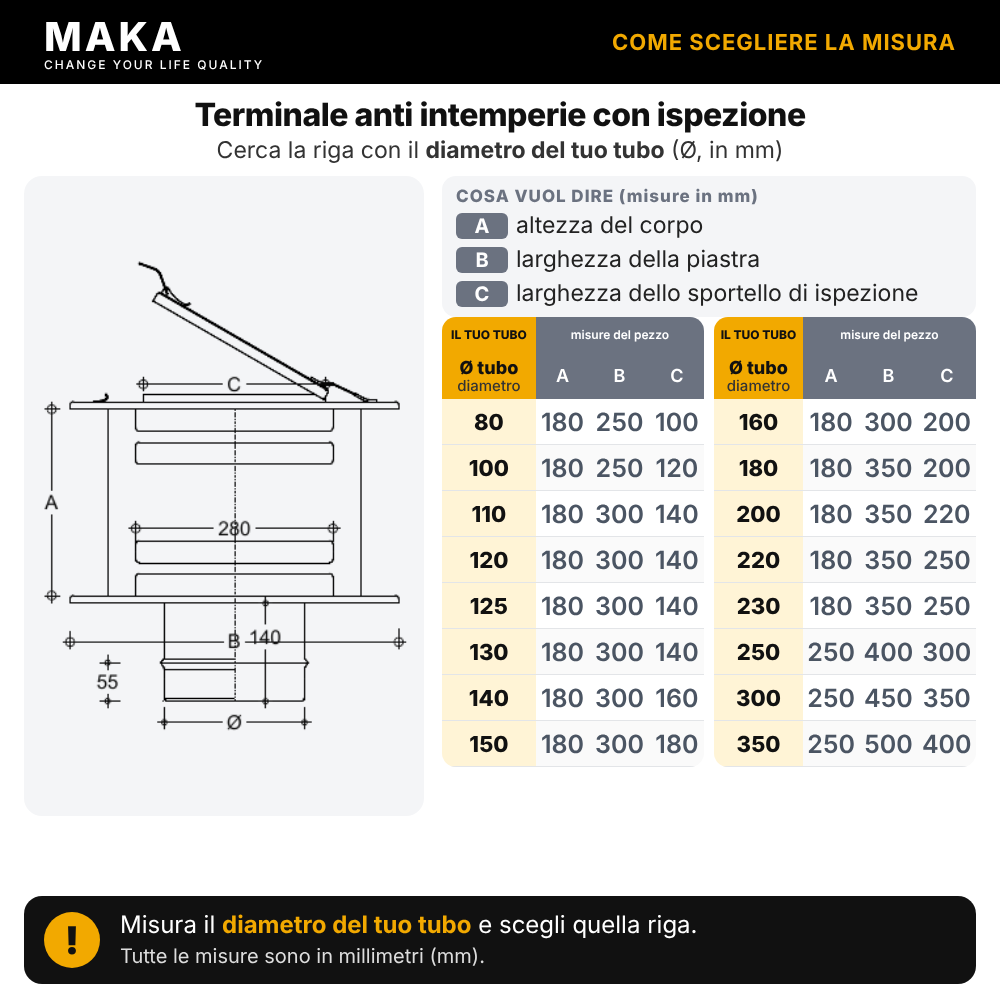 MAKA
CHANGE YOUR LIFE QUALITY
COME SCEGLIERE LA MISURA
Terminale anti intemperie con ispezione
Cerca la riga con il diametro del tuo tubo (Ø, in mm)
C
A
280
B 140
55
Ø
COSA VUOL DIRE (misure in mm)
A altezza del corpo
B larghezza della piastra
C larghezza dello sportello di ispezione
IL TUO TUBO misure del pezzo
Ø tubo diametro A B C
80 180 250 100
100 180 250 120
110 180 300 140
120 180 300 140
125 180 300 140
130 180 300 140
140 180 300 160
150 180 300 180
IL TUO TUBO misure del pezzo
Ø tubo diametro A B C
160 180 300 200
180 180 350 200
200 180 350 220
220 180 350 250
230 180 350 250
250 250 400 300
300 250 450 350
350 250 500 400
! Misura il diametro del tuo tubo e scegli quella riga.
Tutte le misure sono in millimetri (mm).